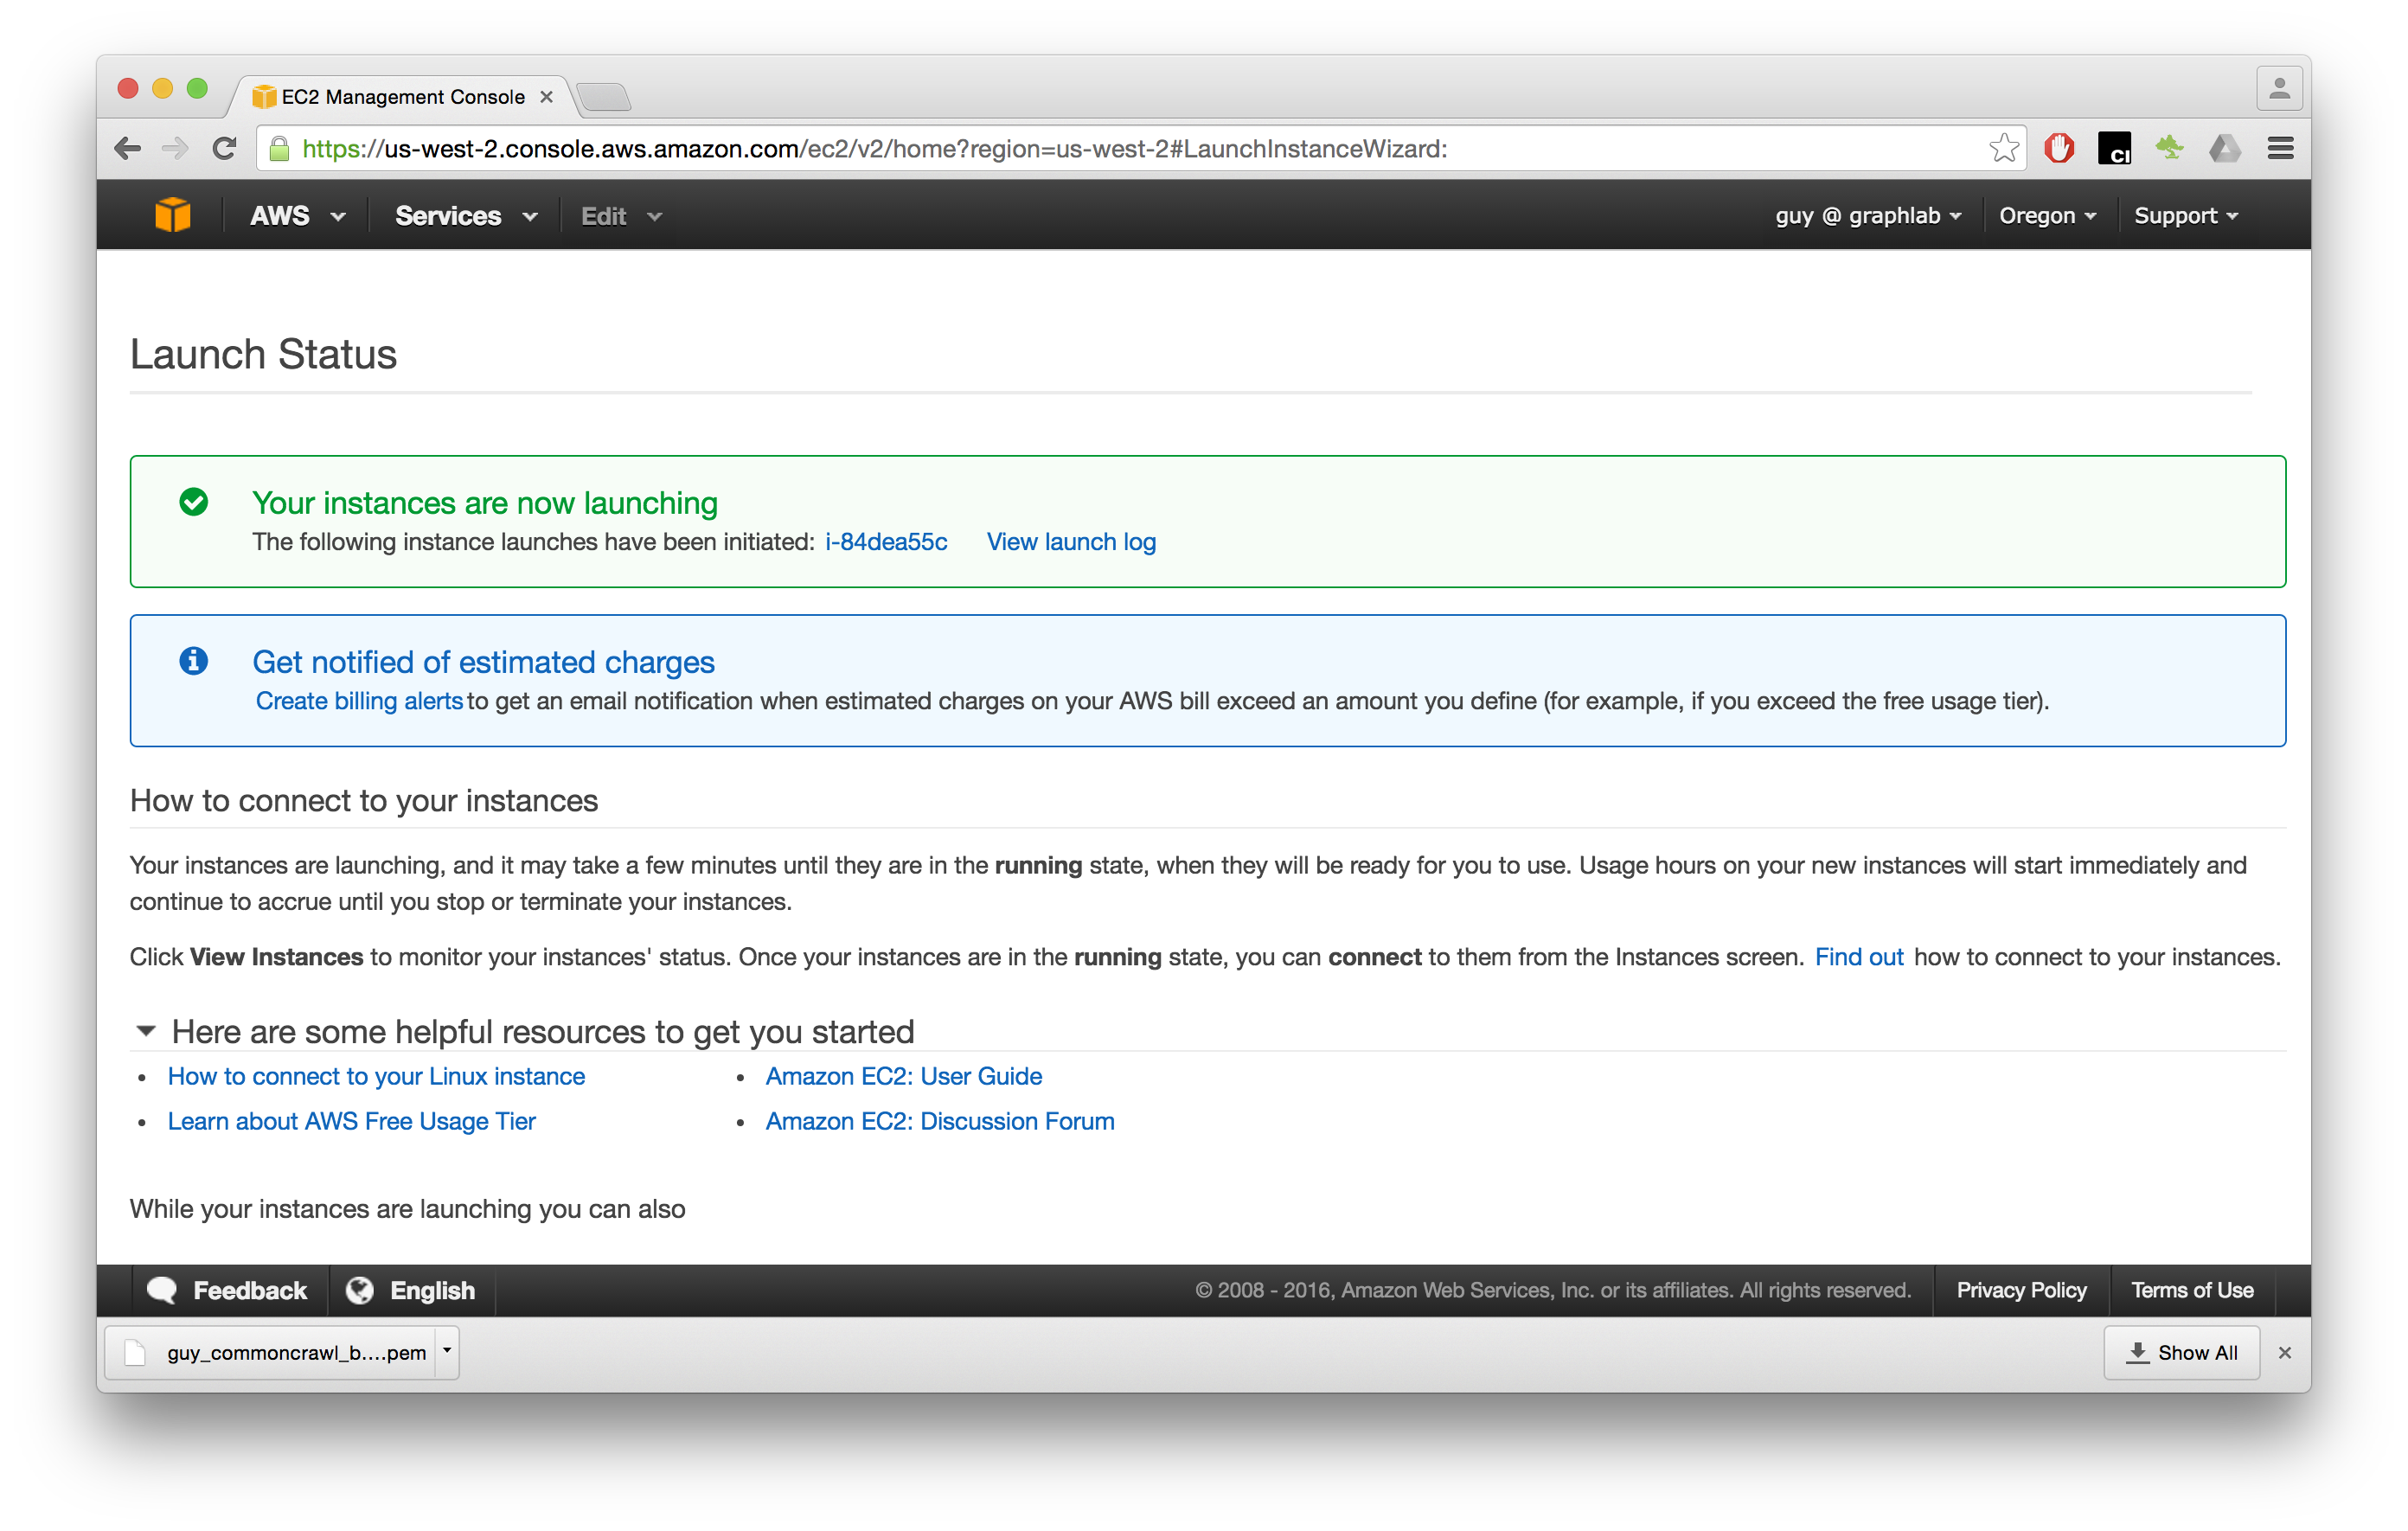 EC2 Management Console
https://us-west-2.console.aws.amazon.com/ec2/v2/home?region=us-west-2#LaunchInstanceWizard:
CI
AWS Services Edit guy @ graphlab Oregon Support
Launch Status
Your instances are now launching
The following instance launches have been initiated: i-84dea55c View launch log
Get notified of estimated charges
Create billing alerts to get an email notification when estimated charges on your AWS bill exceed an amount you define (for example, if you exceed the free usage tier).
How to connect to your instances
Your instances are launching, and it may take a few minutes until they are in the running state, when they will be ready for you to use. Usage hours on your new instances will start immediately and
continue to accrue until you stop or terminate your instances.
Click View Instances to monitor your instances' status. Once your instances are in the running state, you can connect to them from the Instances screen. Find out how to connect to your instances.
Here are some helpful resources to get you started
• How to connect to your Linux instance • Amazon EC2: User Guide
• Learn about AWS Free Usage Tier • Amazon EC2: Discussion Forum
While your instances are launching you can also
Feedback English © 2008 - 2016, Amazon Web Services, Inc. or its affiliates. All rights reserved. Privacy Policy Terms of Use
guy_commoncrawl_b....pem Show All